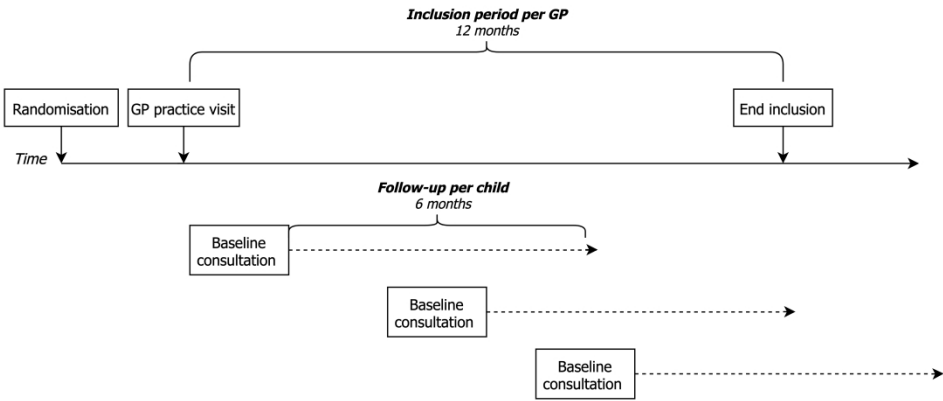 Inclusion period per GP
12 months
Randomisation
GP practice visit
End inclusion
Time
Follow-up per child
6 months
Baseline
consultation
Baseline
consultation
Baseline
consultation